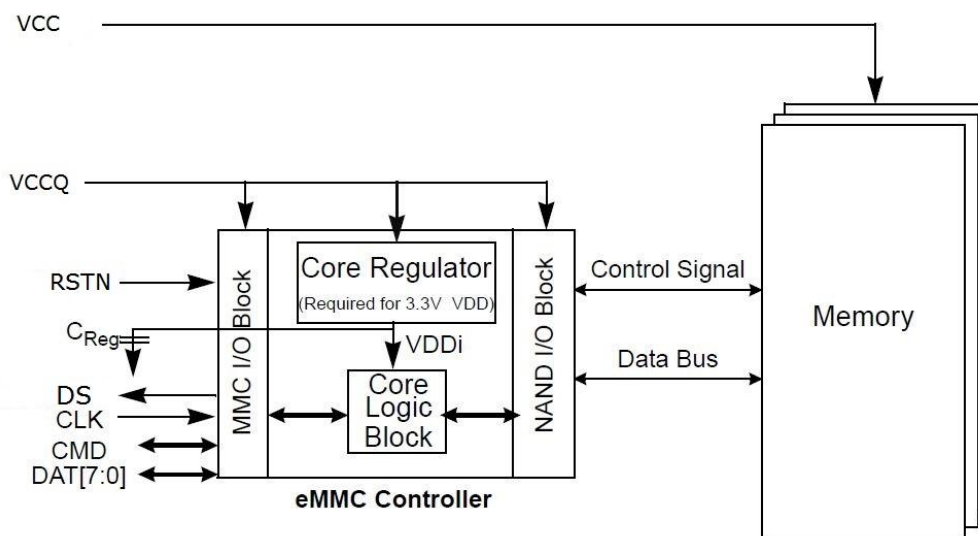 VCC
VCCQ
RSTN
C_Reg
DS
CLK
CMD
DAT[7:0]
MMC I/O Block
Core Regulator
(Required for 3.3V VDD)
VDDi
Core
Logic
Block
NAND I/O Block
eMMC Controller
Control Signal
Data Bus
Memory